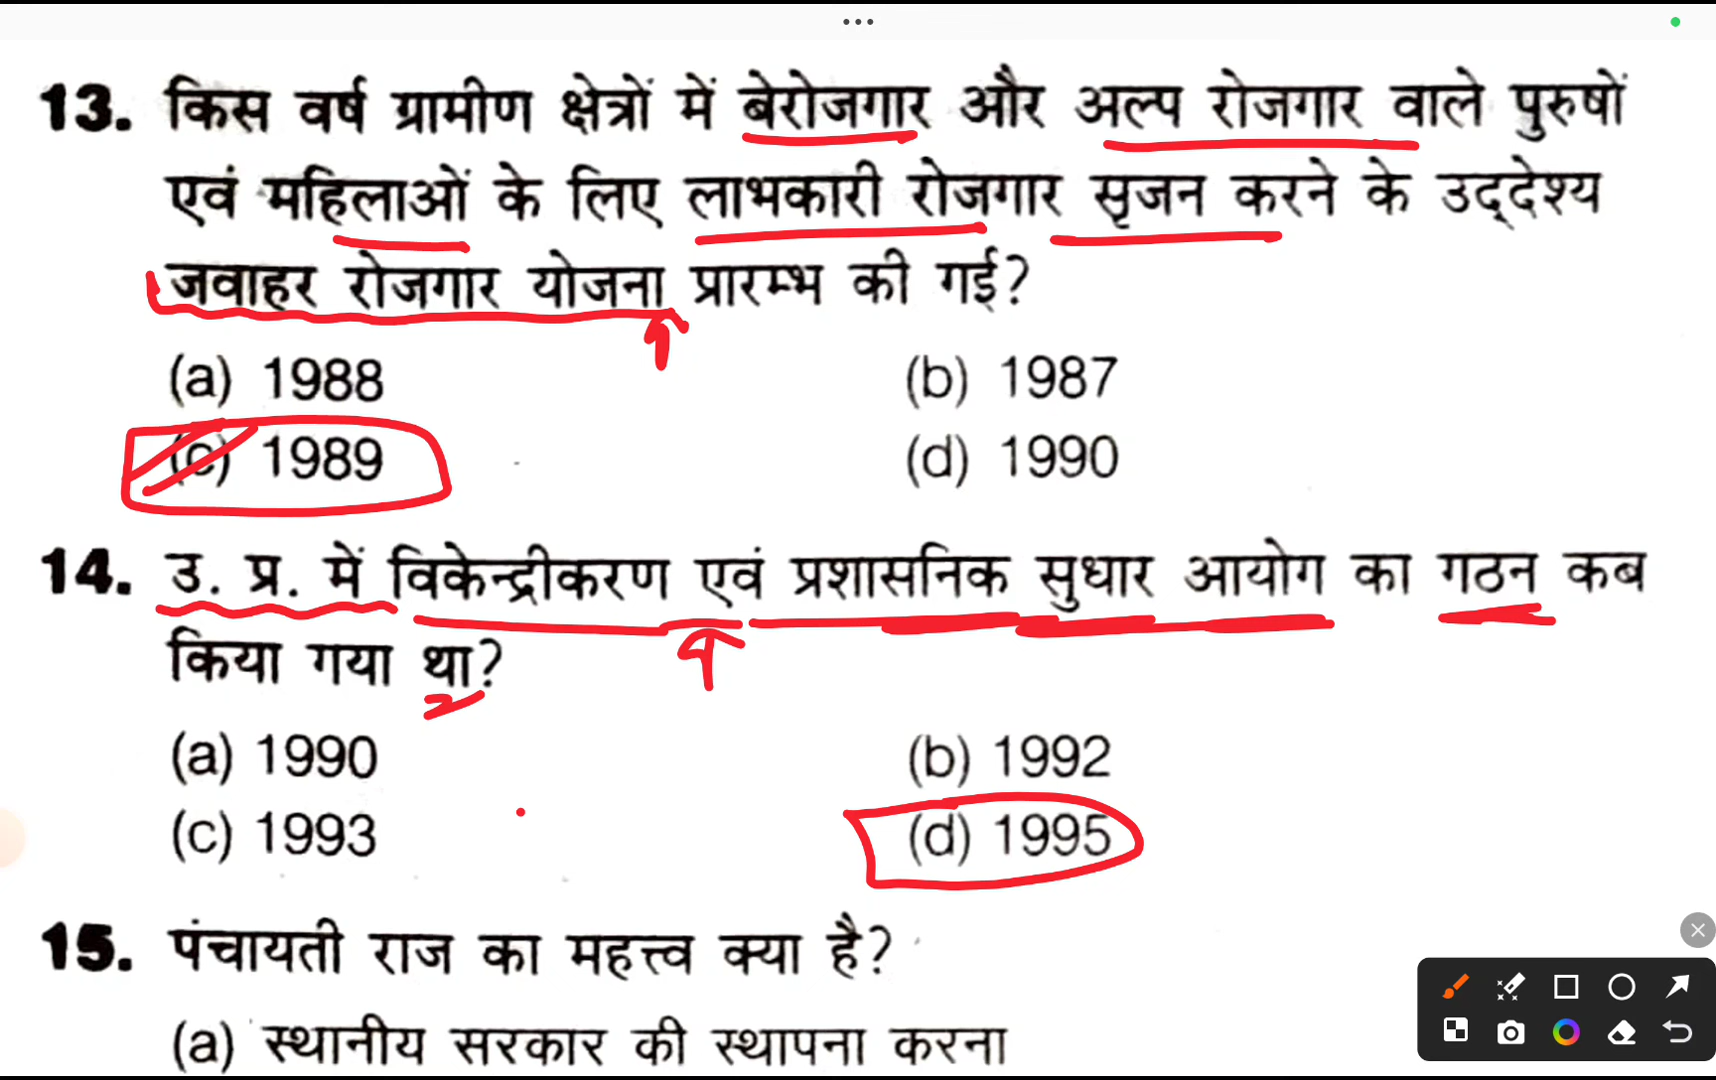 13. किस वर्ष ग्रामीण क्षेत्रों में बेरोजगार और अल्प रोजगार वाले पुरुषों
एवं महिलाओं के लिए लाभकारी रोजगार सृजन करने के उद्देश्य
जवाहर रोजगार योजना प्रारम्भ की गई?
(a) 1988 (b) 1987
(c) 1989 (d) 1990
14. उ. प्र. में विकेन्द्रीकरण एवं प्रशासनिक सुधार आयोग का गठन कब
किया गया था?
(a) 1990 (b) 1992
(c) 1993 (d) 1995
15. पंचायती राज का महत्त्व क्या है?
(a) स्थानीय सरकार की स्थापना करना